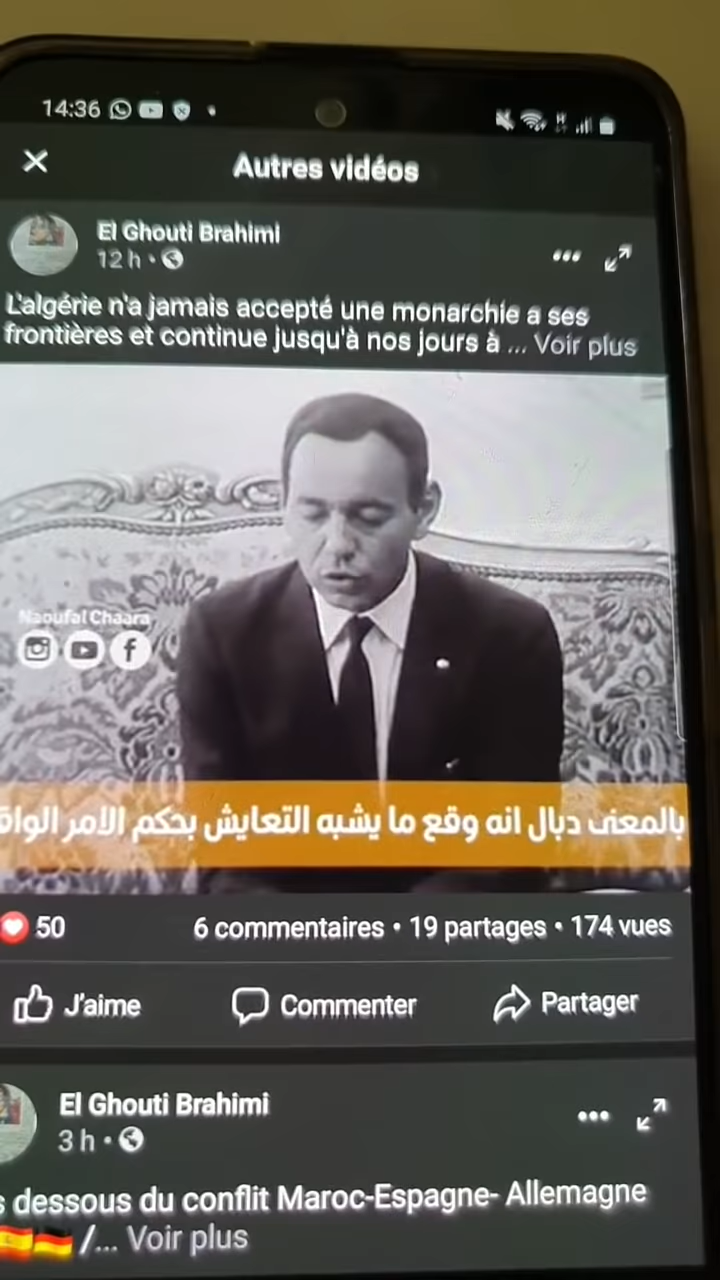 14:36
Autres vidéos
El Ghouti Brahimi
12 h
L'algérie n'a jamais accepté une monarchie a ses
frontières et continue jusqu'à nos jours à ... Voir plus
Naoufal Chaara
بالمعنى ديال انه وقع ما يشبه التعايش بحكم الامر
50
6 commentaires • 19 partages • 174 vues
J'aime
Commenter
Partager
El Ghouti Brahimi
3 h
dessous du conflit Maroc-Espagne- Allemagne
/... Voir plus